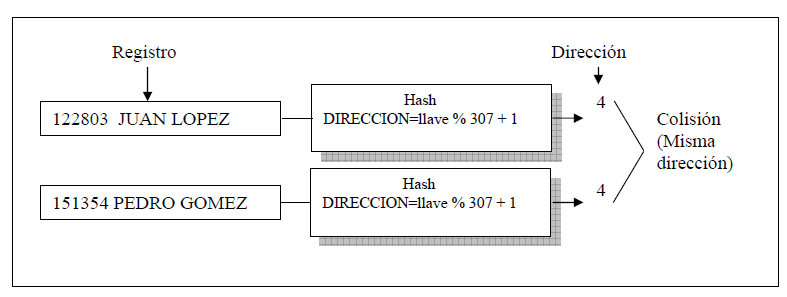 Registro
Dirección
122803 JUAN LOPEZ
Hash
DIRECCION=llave % 307 + 1
4
Colisión
(Misma
dirección)
151354 PEDRO GOMEZ
Hash
DIRECCION=llave % 307 + 1
4